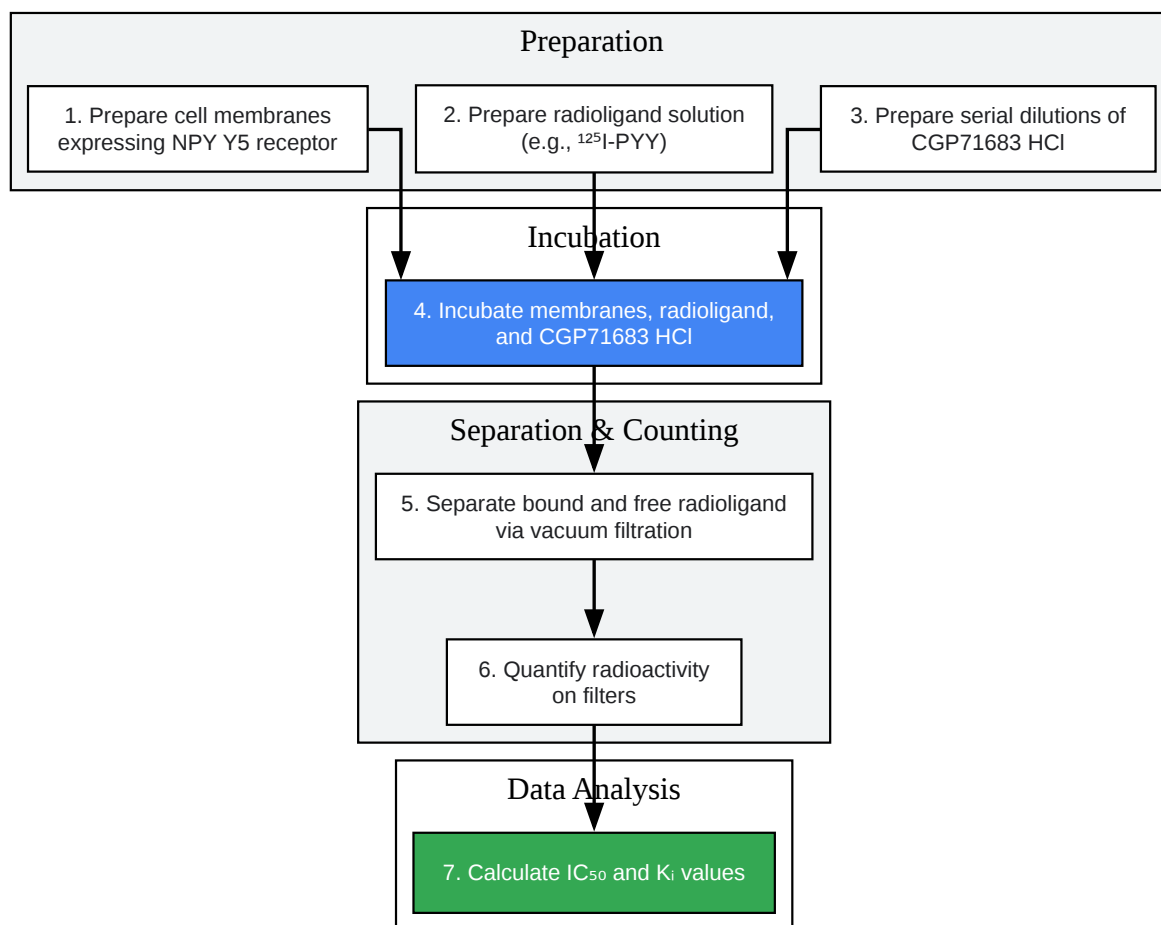 Preparation
1. Prepare cell membranes
expressing NPY Y5 receptor
2. Prepare radioligand solution
(e.g., ¹²⁵I-PYY)
3. Prepare serial dilutions of
CGP71683 HCl
Incubation
4. Incubate membranes, radioligand,
and CGP71683 HCl
Separation & Counting
5. Separate bound and free radioligand
via vacuum filtration
6. Quantify radioactivity
on filters
Data Analysis
7. Calculate IC₅₀ and Kᵢ values